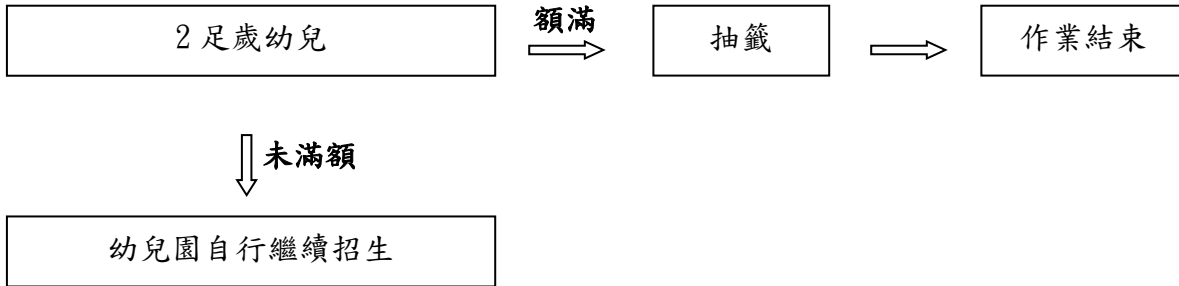 2 足歲幼兒
額滿
抽籤
作業結束
未滿額
幼兒園自行繼續招生